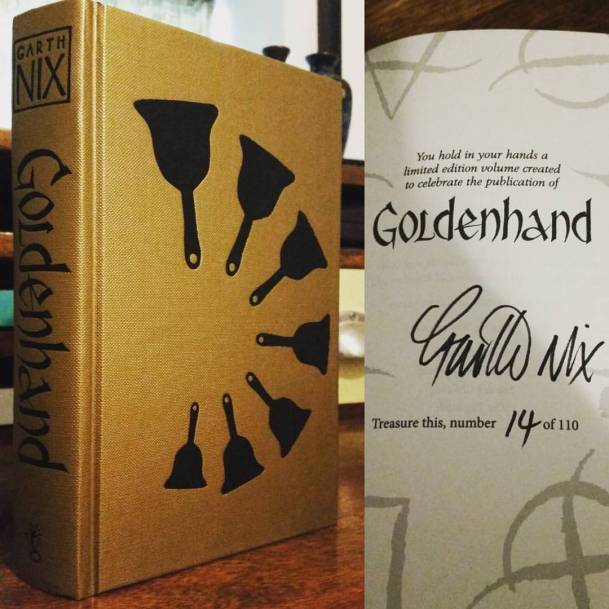 GARTH
NIX
Goldenhand
You hold in your hands a
limited edition volume created
to celebrate the publication of
Goldenhand
Garth Nix
Treasure this, number 14 of 110